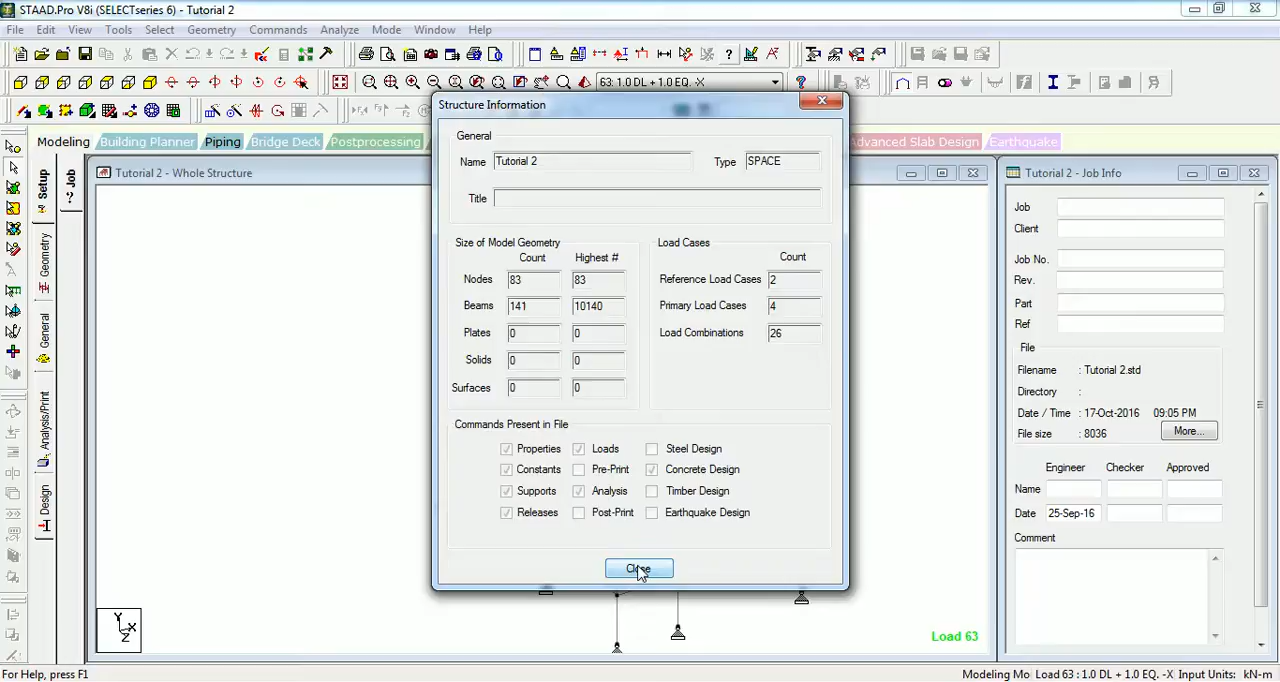 STAAD.Pro V8i (SELECTseries 6) - Tutorial 2
File Edit View Tools Select Geometry Commands Analyze Mode Window Help
63: 1.0 DL + 1.0 EQ. -X
Modeling Building Planner Piping Bridge Deck Postprocessing Advanced Slab Design Earthquake
Setup
Job
Geometry
General
Analysis/Print
Design
Tutorial 2 - Whole Structure
Y
X
Z
Load 63
Structure Information
General
Name Tutorial 2 Type SPACE
Title
Size of Model Geometry Load Cases
Count Highest # Count
Nodes 83 83 Reference Load Cases 2
Beams 141 10140 Primary Load Cases 4
Plates 0 0 Load Combinations 26
Solids 0 0
Surfaces 0 0
Commands Present in File
Properties Loads Steel Design
Constants Pre-Print Concrete Design
Supports Analysis Timber Design
Releases Post-Print Earthquake Design
Close
Tutorial 2 - Job Info
Job
Client
Job No.
Rev.
Part
Ref
File
Filename : Tutorial 2.std
Directory :
Date / Time : 17-Oct-2016 09:05 PM
File size : 8036 More...
Engineer Checker Approved
Name
Date 25-Sep-16
Comment
For Help, press F1 Modeling Mo Load 63 : 1.0 DL + 1.0 EQ. -X Input Units: kN-m